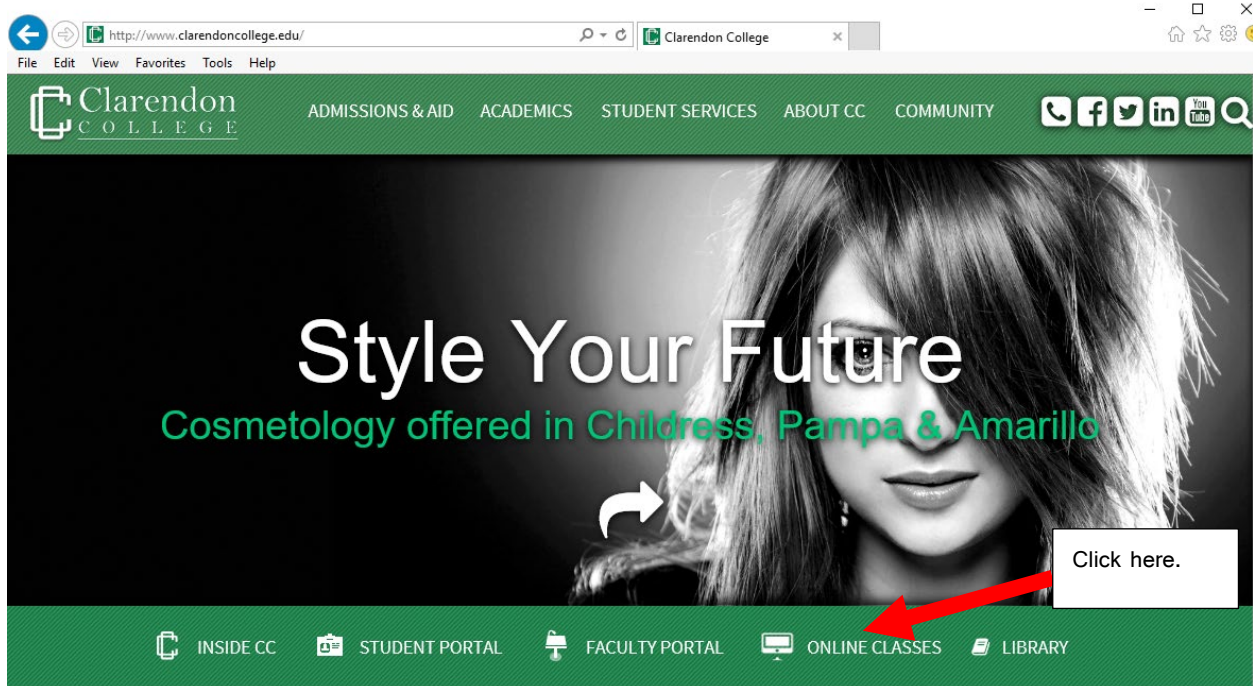 http://www.clarendoncollege.edu/
Clarendon College
File Edit View Favorites Tools Help
Clarendon
COLLEGE
ADMISSIONS & AID ACADEMICS STUDENT SERVICES ABOUT CC COMMUNITY
You
Tube
Style Your Future
Cosmetology offered in Childress, Pampa & Amarillo
Click here.
INSIDE CC STUDENT PORTAL FACULTY PORTAL ONLINE CLASSES LIBRARY